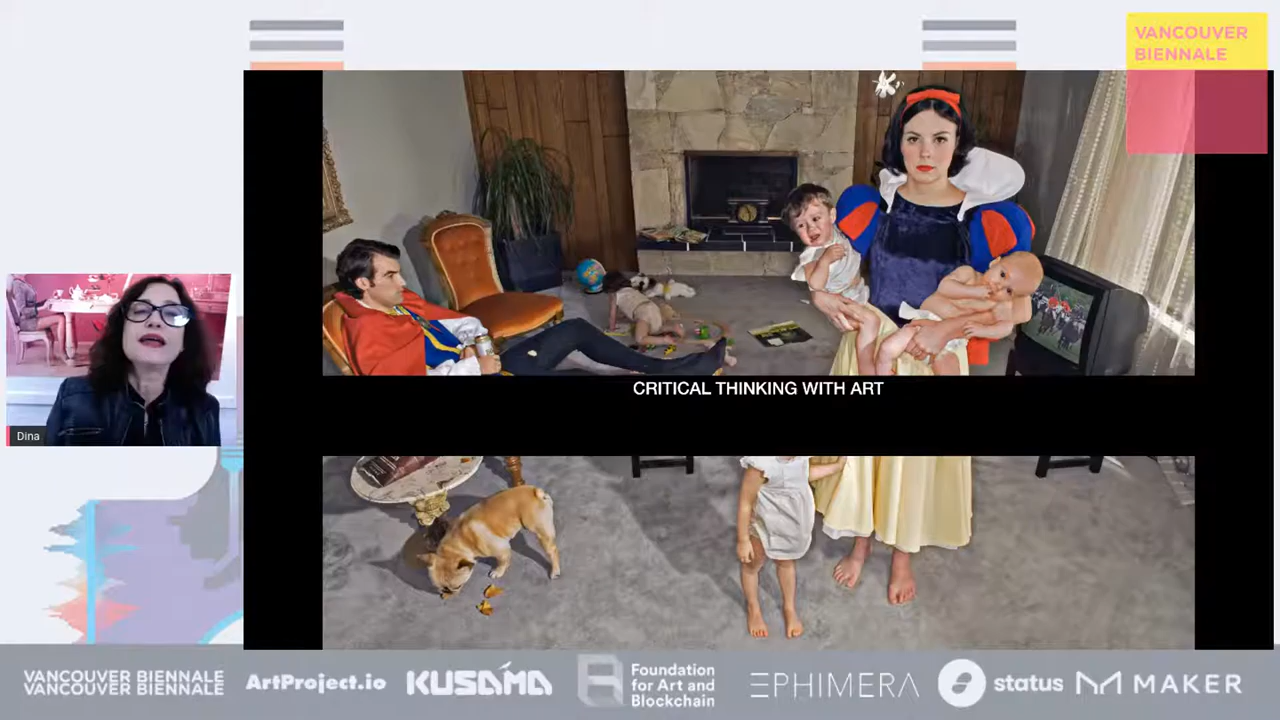 VANCOUVER
BIENNALE
CRITICAL THINKING WITH ART
Dina
VANCOUVER BIENNALE
VANCOUVER BIENNALE
ArtProject.io
KUSAMA
Foundation
for Art and
Blockchain
EPHIMERA
status
MAKER